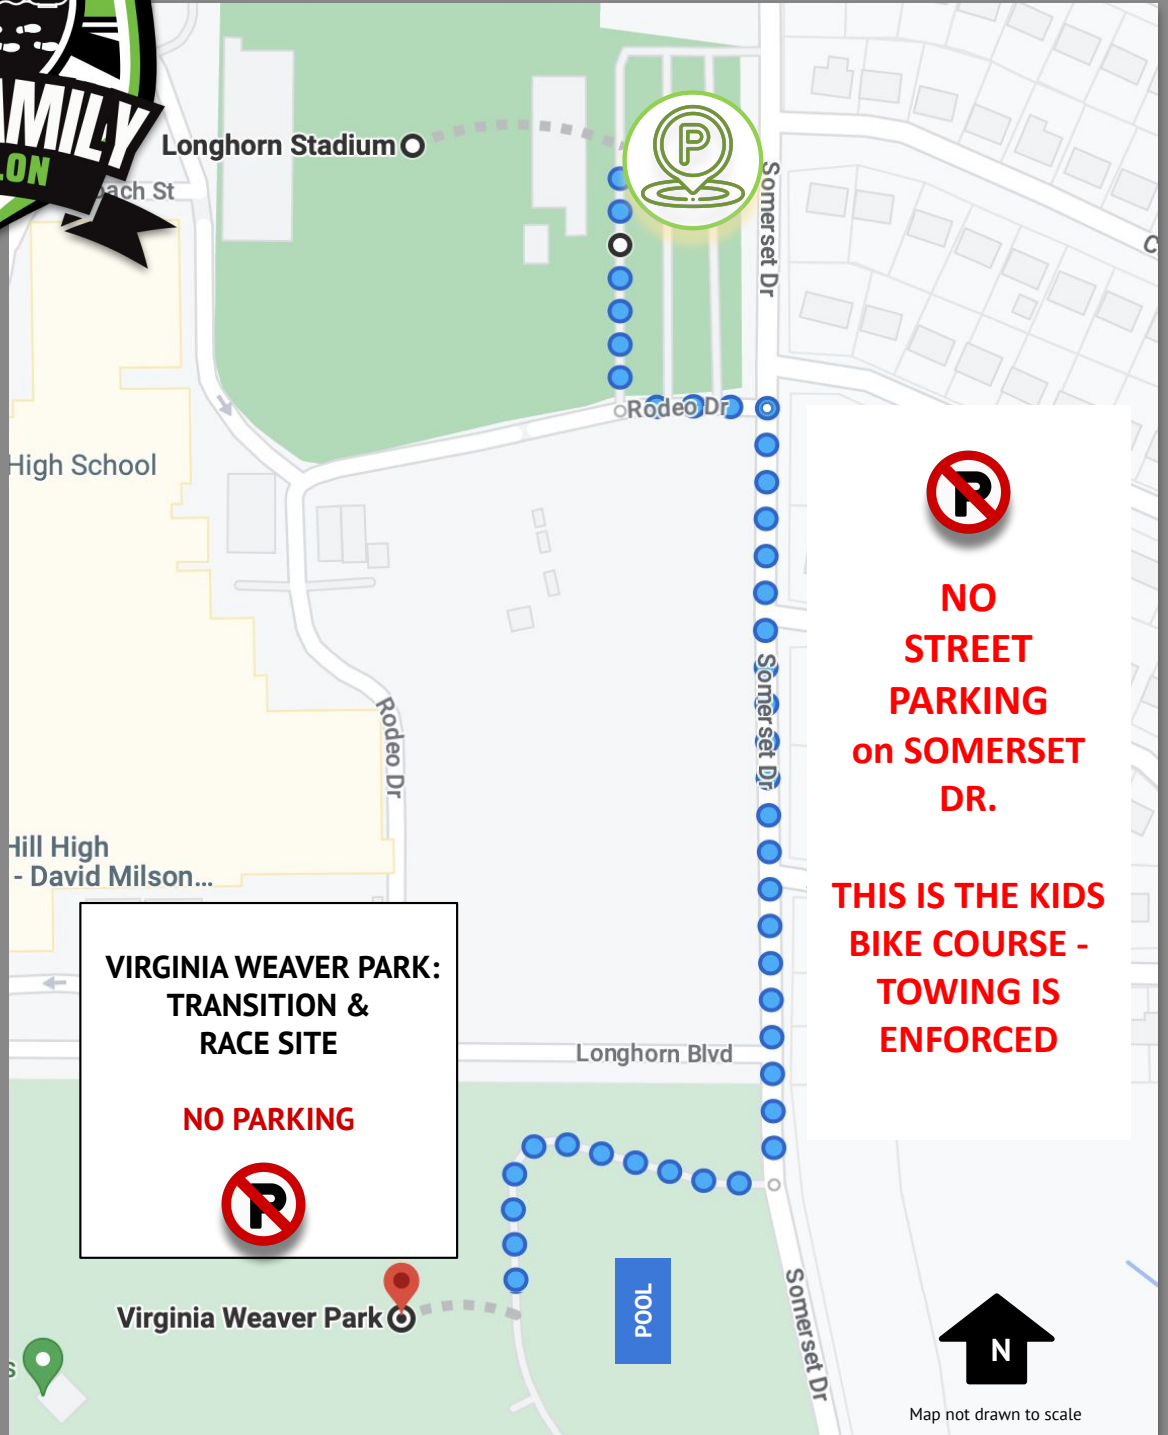 AMILY
LON
Longhorn Stadium
ach St
P
Somerset Dr
C
Rodeo Dr
High School
P
NO
STREET
PARKING
on SOMERSET
DR.
THIS IS THE KIDS
BIKE COURSE -
TOWING IS
ENFORCED
Somerset Dr
Rodeo Dr
Hill High
- David Milson...
VIRGINIA WEAVER PARK:
TRANSITION &
RACE SITE
NO PARKING
P
Longhorn Blvd
Virginia Weaver Park
POOL
Somerset Dr
s
N
Map not drawn to scale